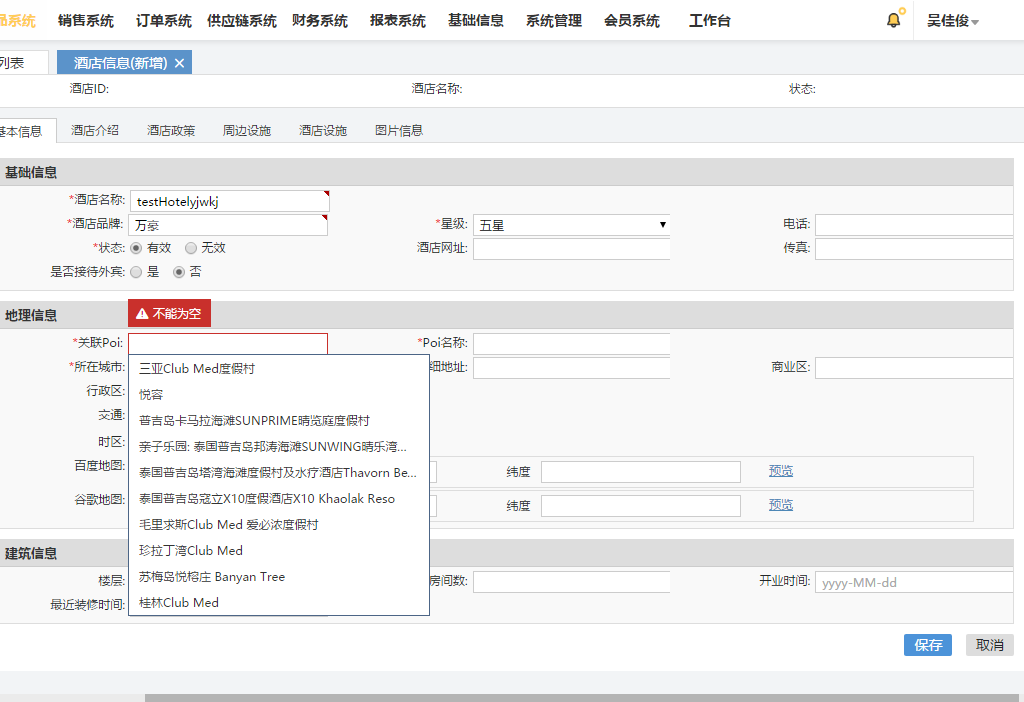 品系统 销售系统 订单系统 供应链系统 财务系统 报表系统 基础信息 系统管理 会员系统 工作台 吴佳俊
列表 酒店信息(新增) ×
酒店ID: 酒店名称: 状态:
基本信息 酒店介绍 酒店政策 周边设施 酒店设施 图片信息
基础信息
*酒店名称: testHotelyjwkj
*酒店品牌: 万豪 *星级: 五星 电话:
*状态: 有效 无效 酒店网址: 传真:
是否接待外宾: 是 否
地理信息 不能为空
*关联Poi: *Poi名称:
*所在城市: 细地址: 商业区:
三亚Club Med度假村
行政区: 悦容
交通: 普吉岛卡马拉海滩SUNPRIME晴览庭度假村
时区: 亲子乐园: 泰国普吉岛邦涛海滩SUNWING晴乐湾...
百度地图: 泰国普吉岛塔湾海滩度假村及水疗酒店Thavorn Be... 纬度 预览
谷歌地图: 泰国普吉岛寇立X10度假酒店X10 Khaolak Reso 纬度 预览
毛里求斯Club Med 爱必浓度假村
建筑信息 珍拉丁湾Club Med
楼层: 苏梅岛悦榕庄 Banyan Tree 房间数: 开业时间: yyyy-MM-dd
最近装修时间: 桂林Club Med
保存 取消